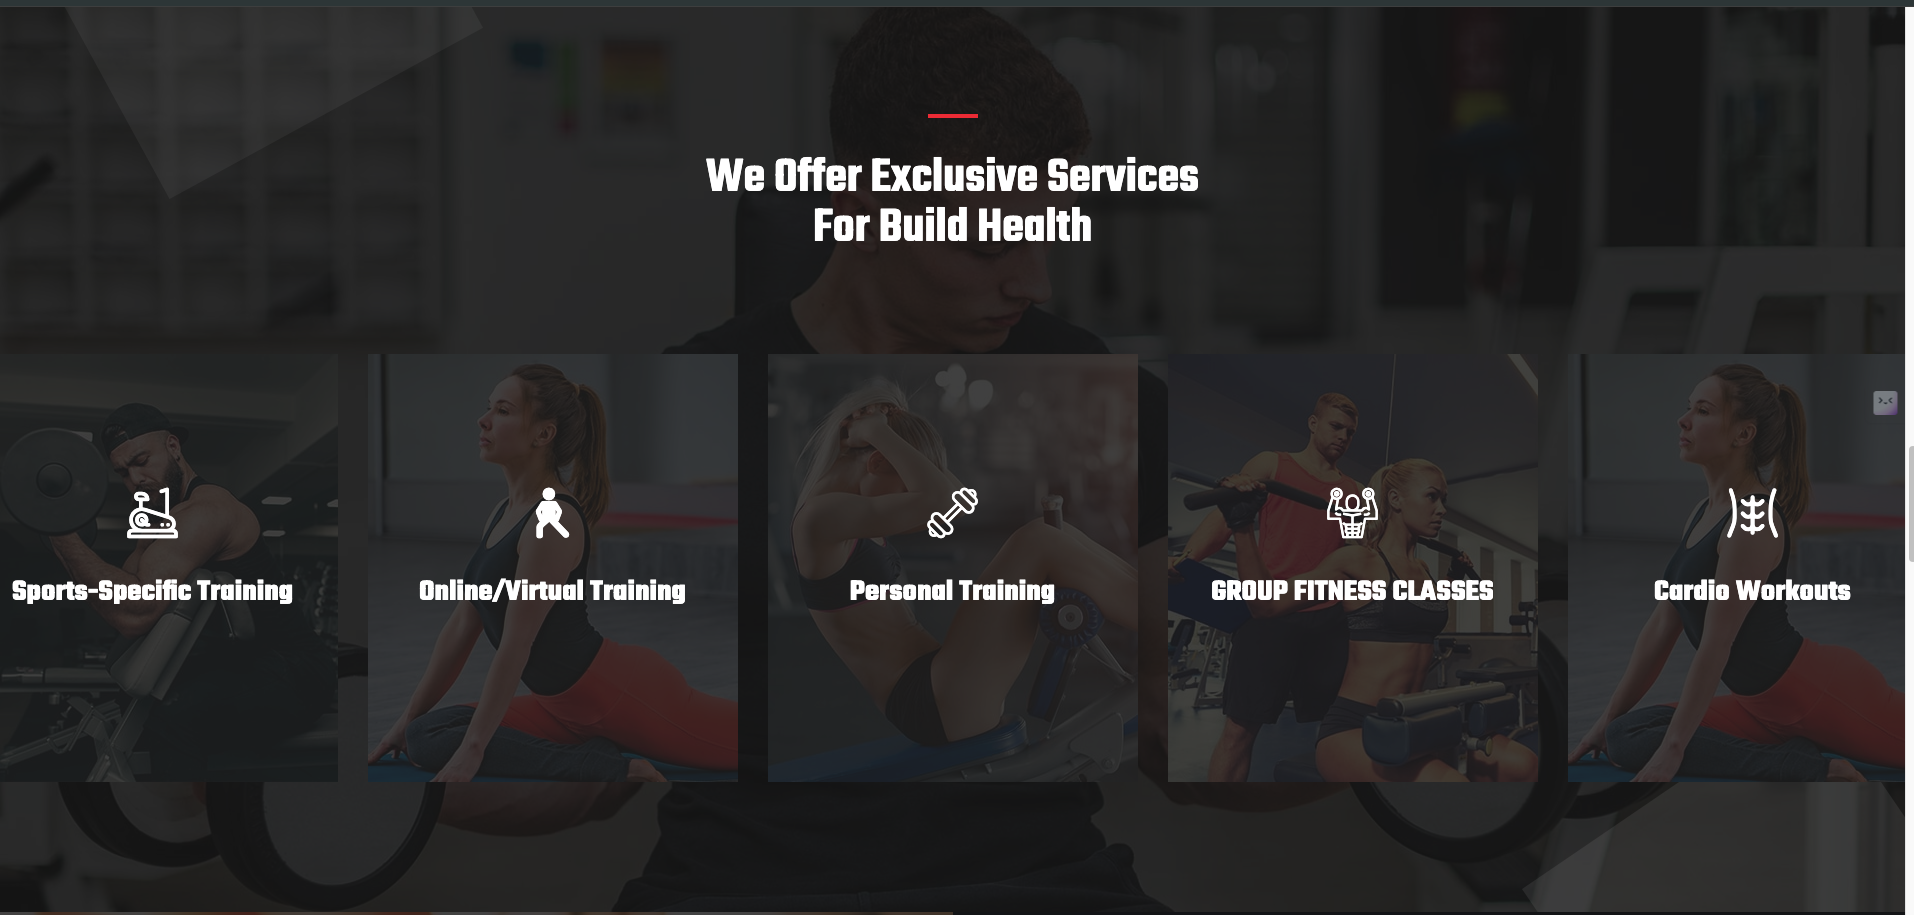 We Offer Exclusive Services
For Build Health
Sports-Specific Training
Online/Virtual Training
Personal Training
GROUP FITNESS CLASSES
Cardio Workouts